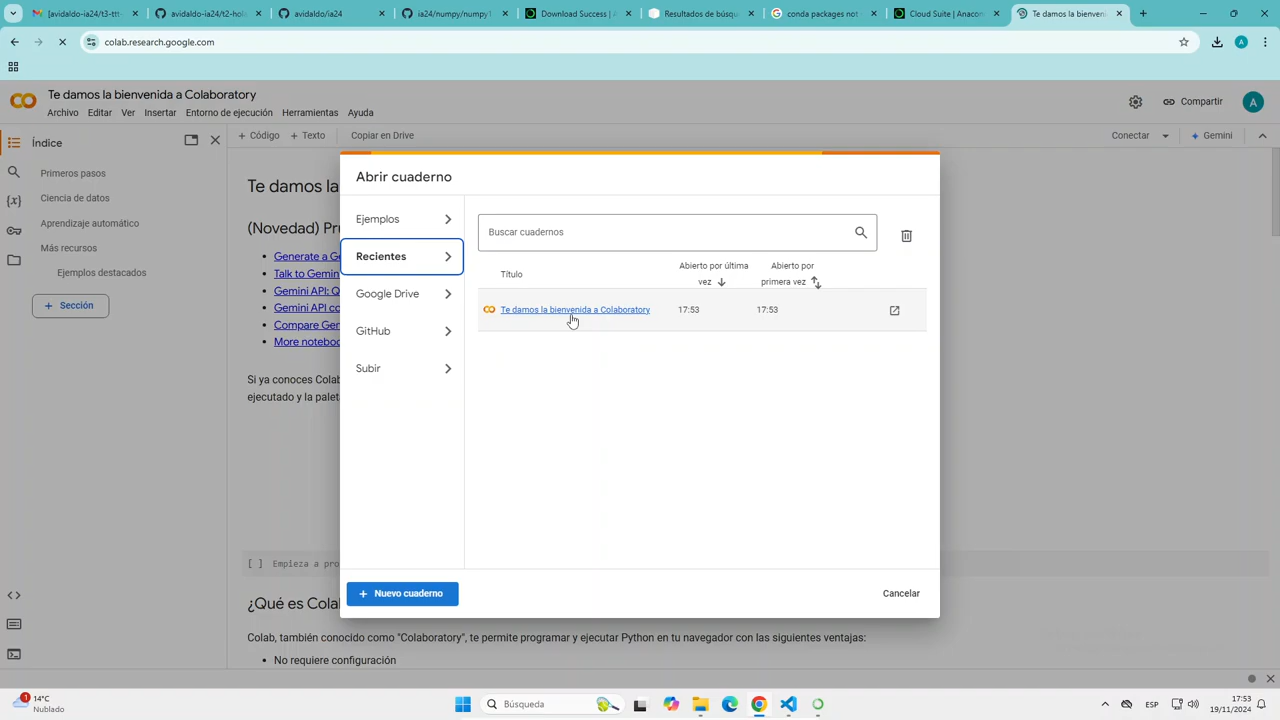 [avidaldo-ia24/t3-ttt
avidaldo-ia24/t2-hol
avidaldo/ia24
ia24/numpy/numpy1
Download Success | A
Resultados de búsqu
conda packages not
Cloud Suite | Anacon
Te damos la bienveni
colab.research.google.com
A
Te damos la bienvenida a Colaboratory
Archivo Editar Ver Insertar Entorno de ejecución Herramientas Ayuda
Compartir
A
Índice
+ Código + Texto Copiar en Drive
Conectar
Gemini
Primeros pasos
Ciencia de datos
Aprendizaje automático
Más recursos
Ejemplos destacados
+ Sección
Te damos la
(Novedad) Pr
Generate a Ge
Talk to Gemin
Gemini API: Q
Gemini API co
Compare Gem
More noteboo
Si ya conoces Colab
ejecutado y la palet
Abrir cuaderno
Ejemplos
Recientes
Google Drive
GitHub
Subir
Buscar cuadernos
Título
Abierto por última vez
Abierto por primera vez
Te damos la bienvenida a Colaboratory 17:53 17:53
+ Nuevo cuaderno
Cancelar
[ ] Empieza a pro
¿Qué es Cola
Colab, también conocido como "Colaboratory", te permite programar y ejecutar Python en tu navegador con las siguientes ventajas:
No requiere configuración
1
14°C
Nublado
Búsqueda
ESP
17:53
19/11/2024